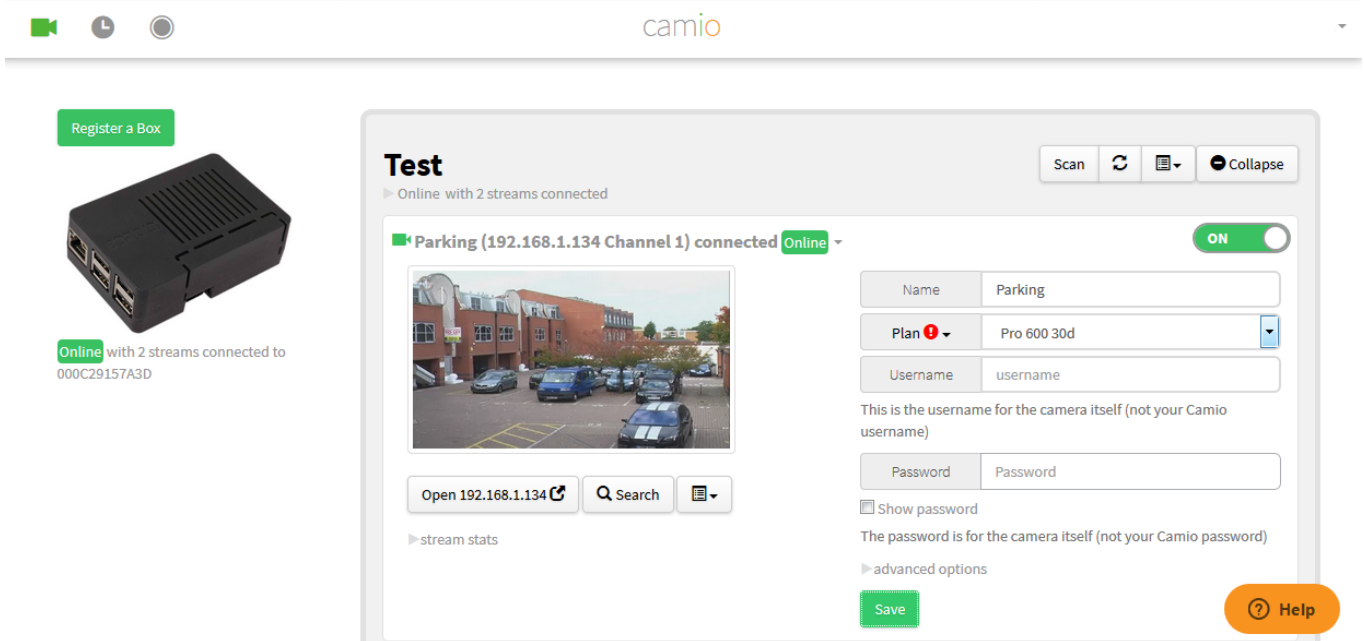 camio
Register a Box
Online with 2 streams connected to
000C29157A3D
Test
Online with 2 streams connected
Scan
Collapse
Parking (192.168.1.134 Channel 1) connected Online
ON
Open 192.168.1.134
Search
stream stats
Name Parking
Plan Pro 600 30d
Username username
This is the username for the camera itself (not your Camio
username)
Password Password
Show password
The password is for the camera itself (not your Camio password)
advanced options
Save
Help